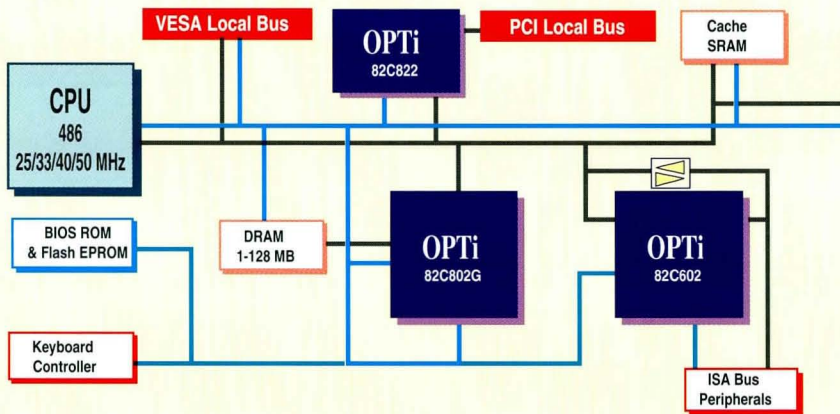 VESA Local Bus
OPTi
82C822
PCI Local Bus
Cache
SRAM
CPU
486
25/33/40/50 MHz
BIOS ROM
& Flash EPROM
DRAM
1-128 MB
OPTi
82C802G
OPTi
82C602
Keyboard
Controller
ISA Bus
Peripherals